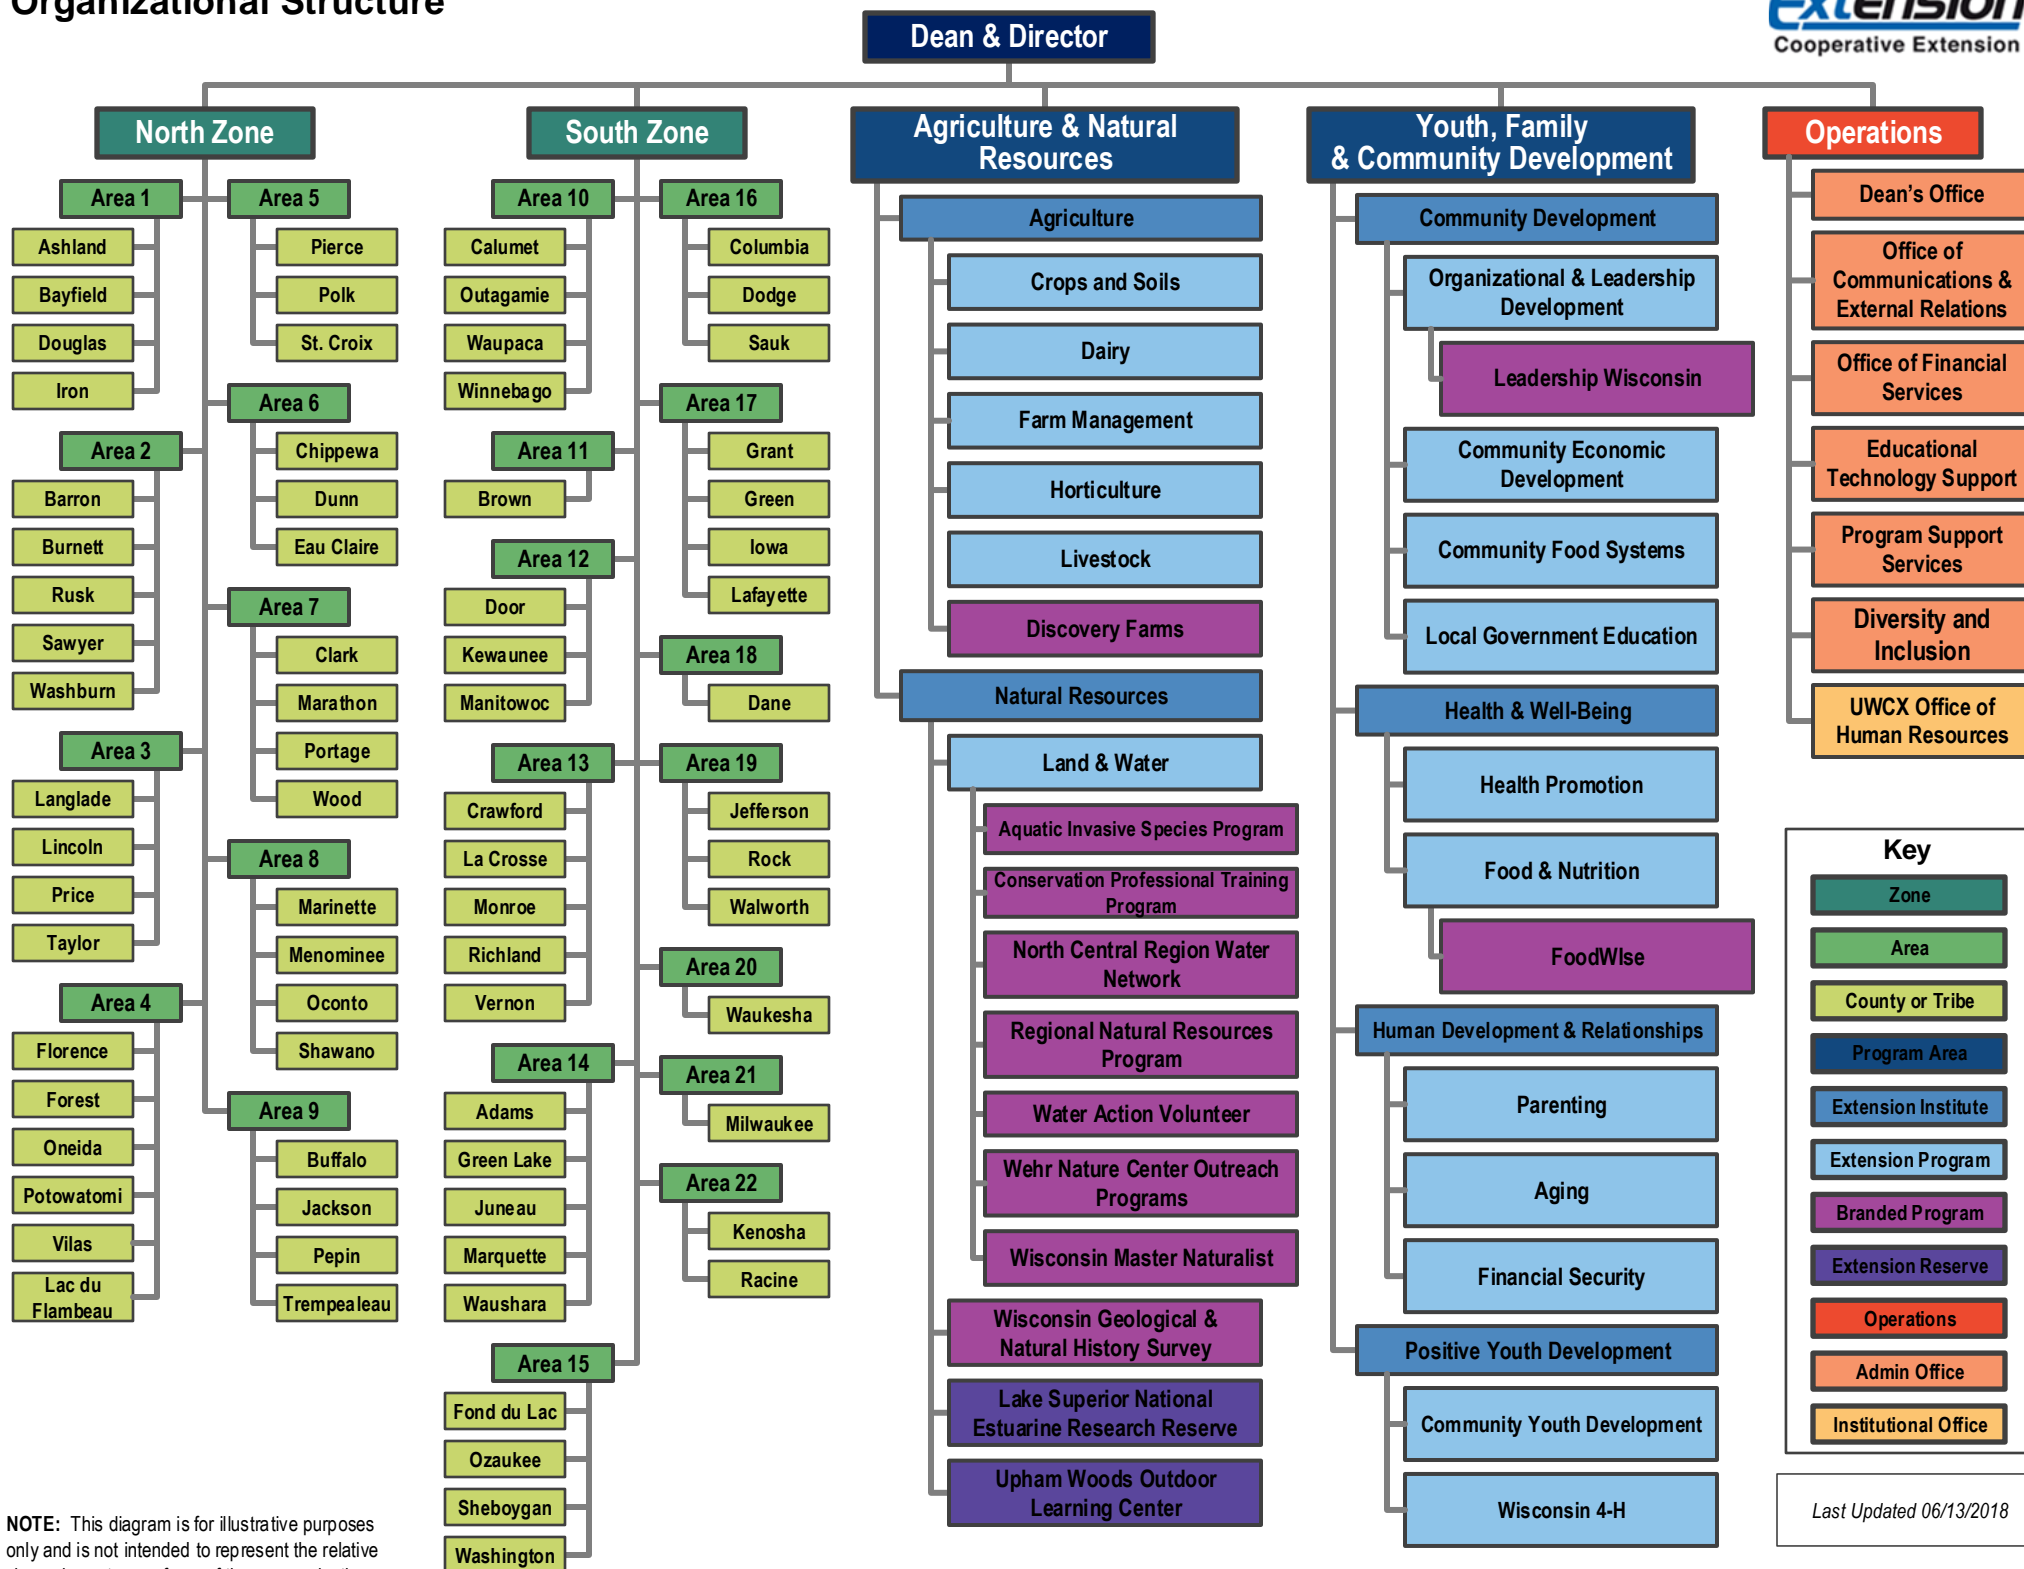 Organizational Structure
Extension
Cooperative Extension
Dean & Director
North Zone
Area 1
Ashland
Bayfield
Douglas
Iron
Area 2
Barron
Burnett
Rusk
Sawyer
Washburn
Area 3
Langlade
Lincoln
Price
Taylor
Area 4
Florence
Forest
Oneida
Potowatomi
Vilas
Lac du
Flambeau
Area 5
Pierce
Polk
St. Croix
Area 6
Chippewa
Dunn
Eau Claire
Area 7
Clark
Marathon
Portage
Wood
Area 8
Marinette
Menominee
Oconto
Shawano
Area 9
Buffalo
Jackson
Pepin
Trempealeau
South Zone
Area 10
Calumet
Outagamie
Waupaca
Winnebago
Area 11
Brown
Area 12
Door
Kewaunee
Manitowoc
Area 13
Crawford
La Crosse
Monroe
Richland
Vernon
Area 14
Adams
Green Lake
Juneau
Marquette
Waushara
Area 15
Fond du Lac
Ozaukee
Sheboygan
Washington
Area 16
Columbia
Dodge
Sauk
Area 17
Grant
Green
Iowa
Lafayette
Area 18
Dane
Area 19
Jefferson
Rock
Walworth
Area 20
Waukesha
Area 21
Milwaukee
Area 22
Kenosha
Racine
Agriculture & Natural
Resources
Agriculture
Crops and Soils
Dairy
Farm Management
Horticulture
Livestock
Discovery Farms
Natural Resources
Land & Water
Aquatic Invasive Species Program
Conservation Professional Training
Program
North Central Region Water
Network
Regional Natural Resources
Program
Water Action Volunteer
Wehr Nature Center Outreach
Programs
Wisconsin Master Naturalist
Wisconsin Geological &
Natural History Survey
Lake Superior National
Estuarine Research Reserve
Upham Woods Outdoor
Learning Center
Youth, Family
& Community Development
Community Development
Organizational & Leadership
Development
Leadership Wisconsin
Community Economic
Development
Community Food Systems
Local Government Education
Health & Well-Being
Health Promotion
Food & Nutrition
FoodWIse
Human Development & Relationships
Parenting
Aging
Financial Security
Positive Youth Development
Community Youth Development
Wisconsin 4-H
Operations
Dean's Office
Office of
Communications &
External Relations
Office of Financial
Services
Educational
Technology Support
Program Support
Services
Diversity and
Inclusion
UWCX Office of
Human Resources
Key
Zone
Area
County or Tribe
Program Area
Extension Institute
Extension Program
Branded Program
Extension Reserve
Operations
Admin Office
Institutional Office
Last Updated 06/13/2018
NOTE: This diagram is for illustrative purposes
only and is not intended to represent the relative